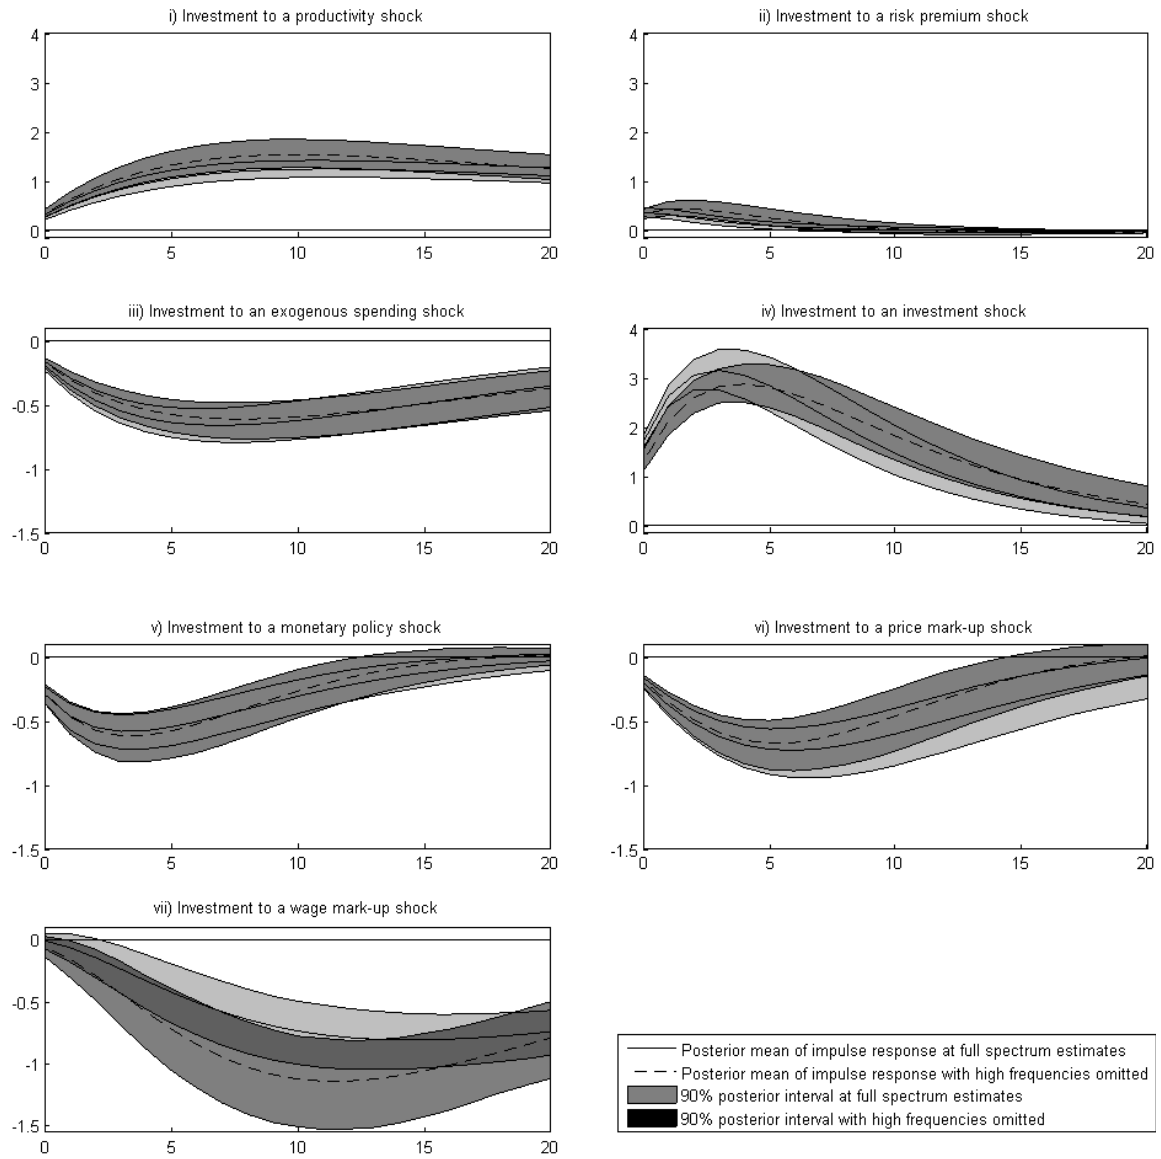 i) Investment to a productivity shock
4
3
2
1
0
0 5 10 15 20
ii) Investment to a risk premium shock
4
3
2
1
0
0 5 10 15 20
iii) Investment to an exogenous spending shock
0
-0.5
-1
-1.5
0 5 10 15 20
iv) Investment to an investment shock
4
3
2
1
0
0 5 10 15 20
v) Investment to a monetary policy shock
0
-0.5
-1
-1.5
0 5 10 15 20
vi) Investment to a price mark-up shock
0
-0.5
-1
-1.5
0 5 10 15 20
vii) Investment to a wage mark-up shock
0
-0.5
-1
-1.5
0 5 10 15 20
Posterior mean of impulse response at full spectrum estimates
Posterior mean of impulse response with high frequencies omitted
90% posterior interval at full spectrum estimates
90% posterior interval with high frequencies omitted